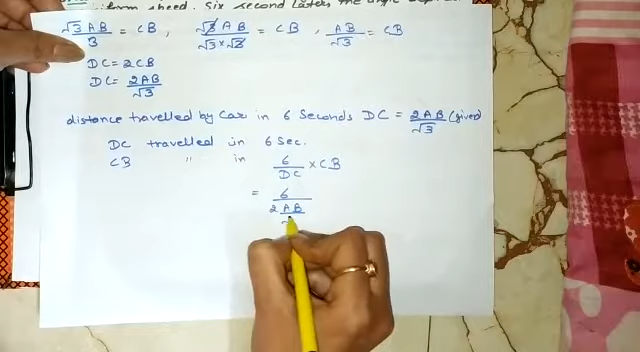 uniform speed. Six second later the angle
√3 AB / 3 = CB , √3 AB / √3 × √3 = CB , AB / √3 = CB
DC = 2CB
DC = 2AB / √3
distance travelled by Car in 6 Seconds DC = 2AB / √3 (given)
DC travelled in 6 Sec.
CB " in 6 / DC × CB
= 6 / 2 AB